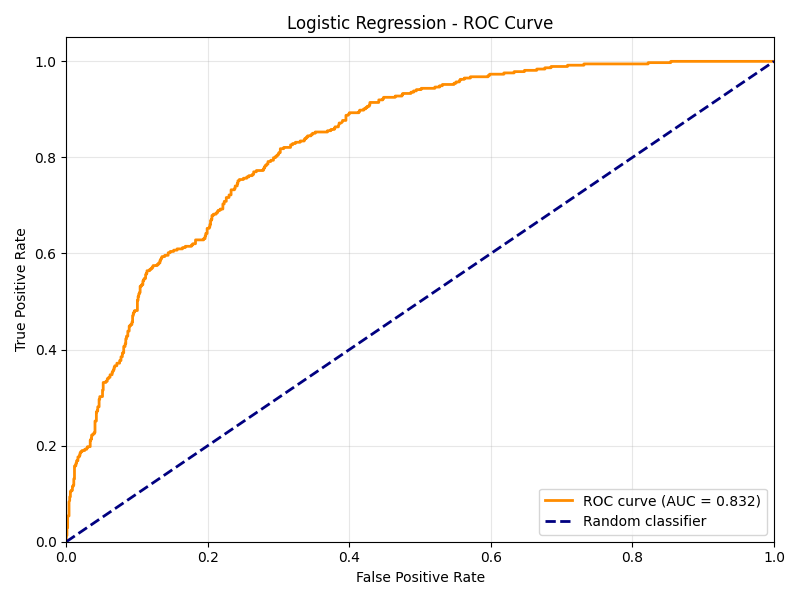 Logistic Regression - ROC Curve
1.0
0.8
0.6
0.4
0.2
0.0
True Positive Rate
ROC curve (AUC = 0.832)
Random classifier
0.0 0.2 0.4 0.6 0.8 1.0
False Positive Rate